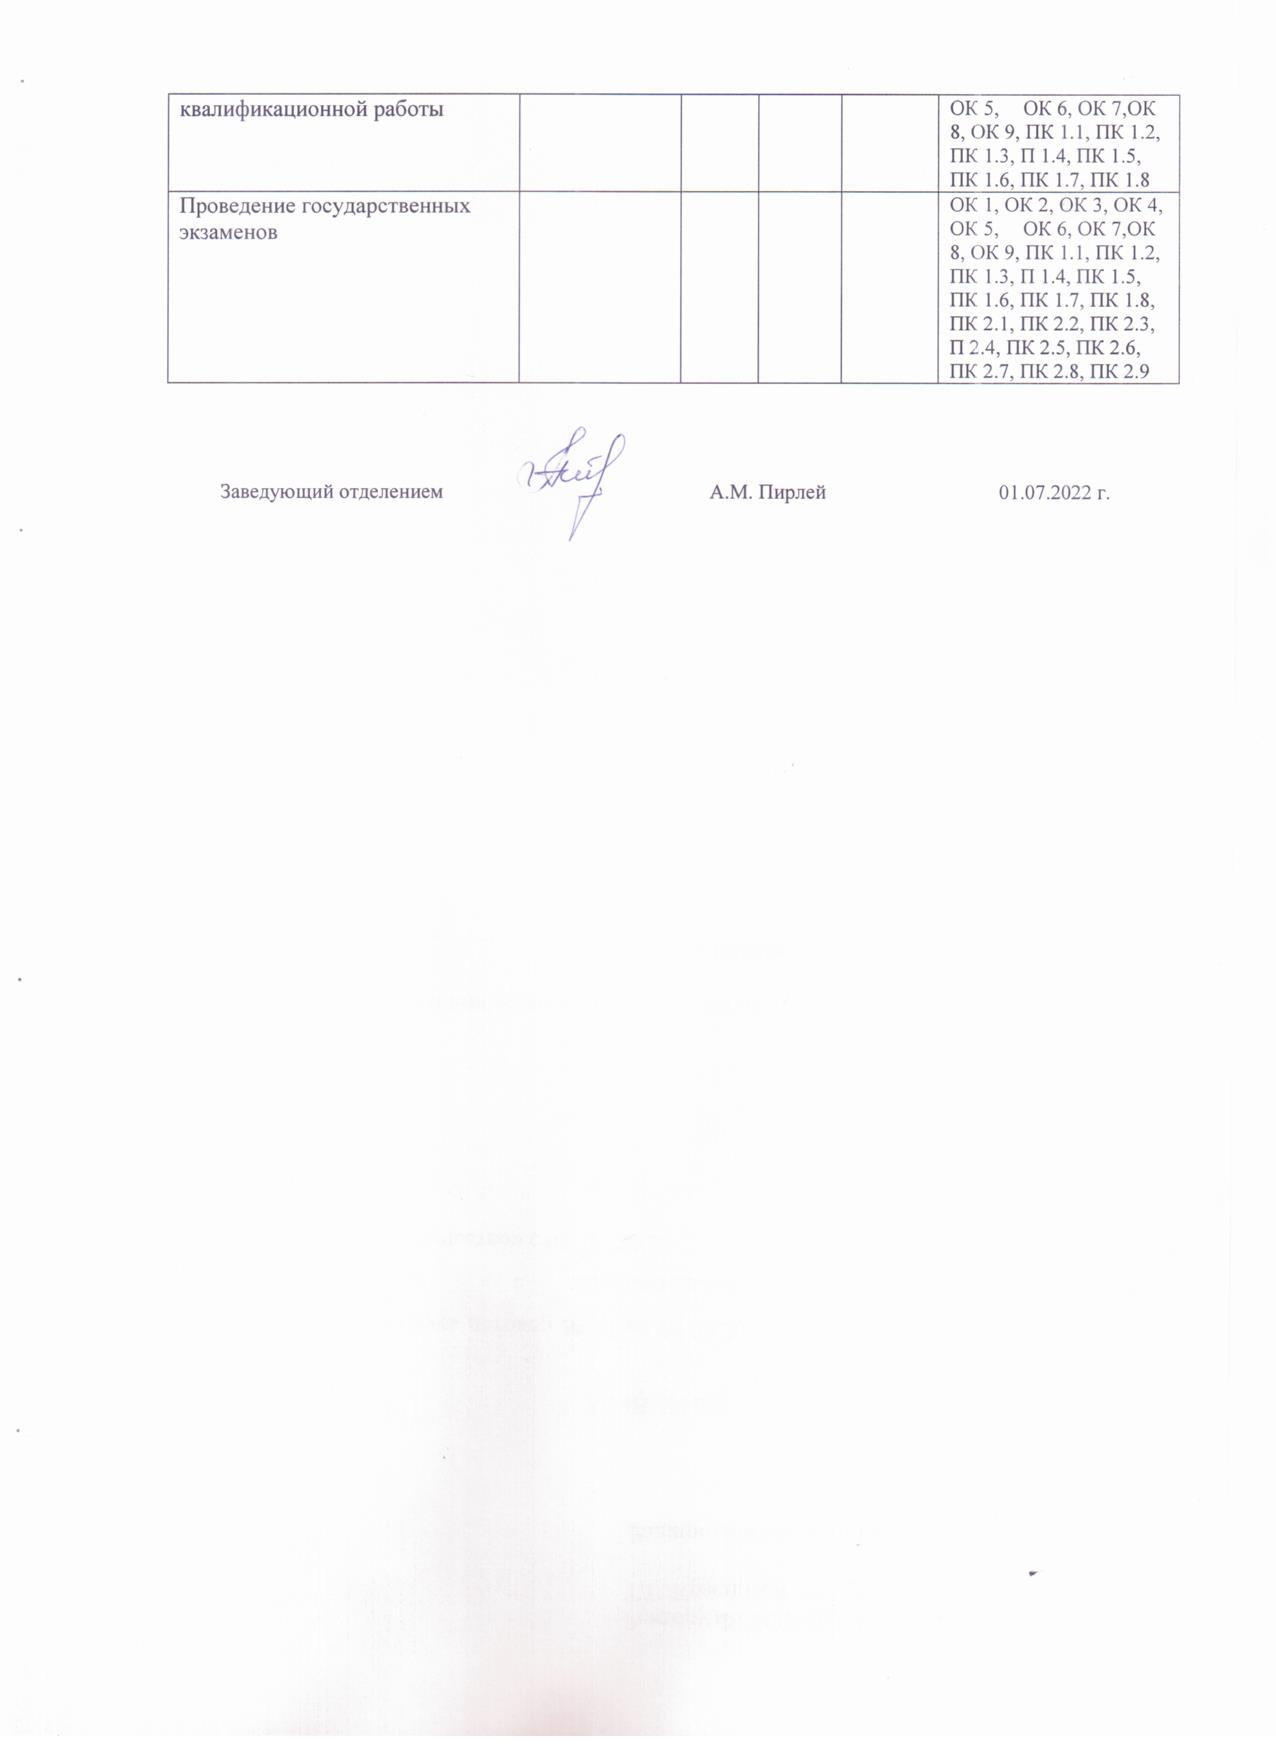 квалификационной работы
ОК 5, ОК 6, ОК 7,ОК
8, ОК 9, ПК 1.1, ПК 1.2,
ПК 1.3, П 1.4, ПК 1.5,
ПК 1.6, ПК 1.7, ПК 1.8
Проведение государственных
экзаменов
ОК 1, ОК 2, ОК 3, ОК 4,
ОК 5, ОК 6, ОК 7,ОК
8, ОК 9, ПК 1.1, ПК 1.2,
ПК 1.3, П 1.4, ПК 1.5,
ПК 1.6, ПК 1.7, ПК 1.8,
ПК 2.1, ПК 2.2, ПК 2.3,
П 2.4, ПК 2.5, ПК 2.6,
ПК 2.7, ПК 2.8, ПК 2.9
Заведующий отделением А.М. Пирлей 01.07.2022 г.